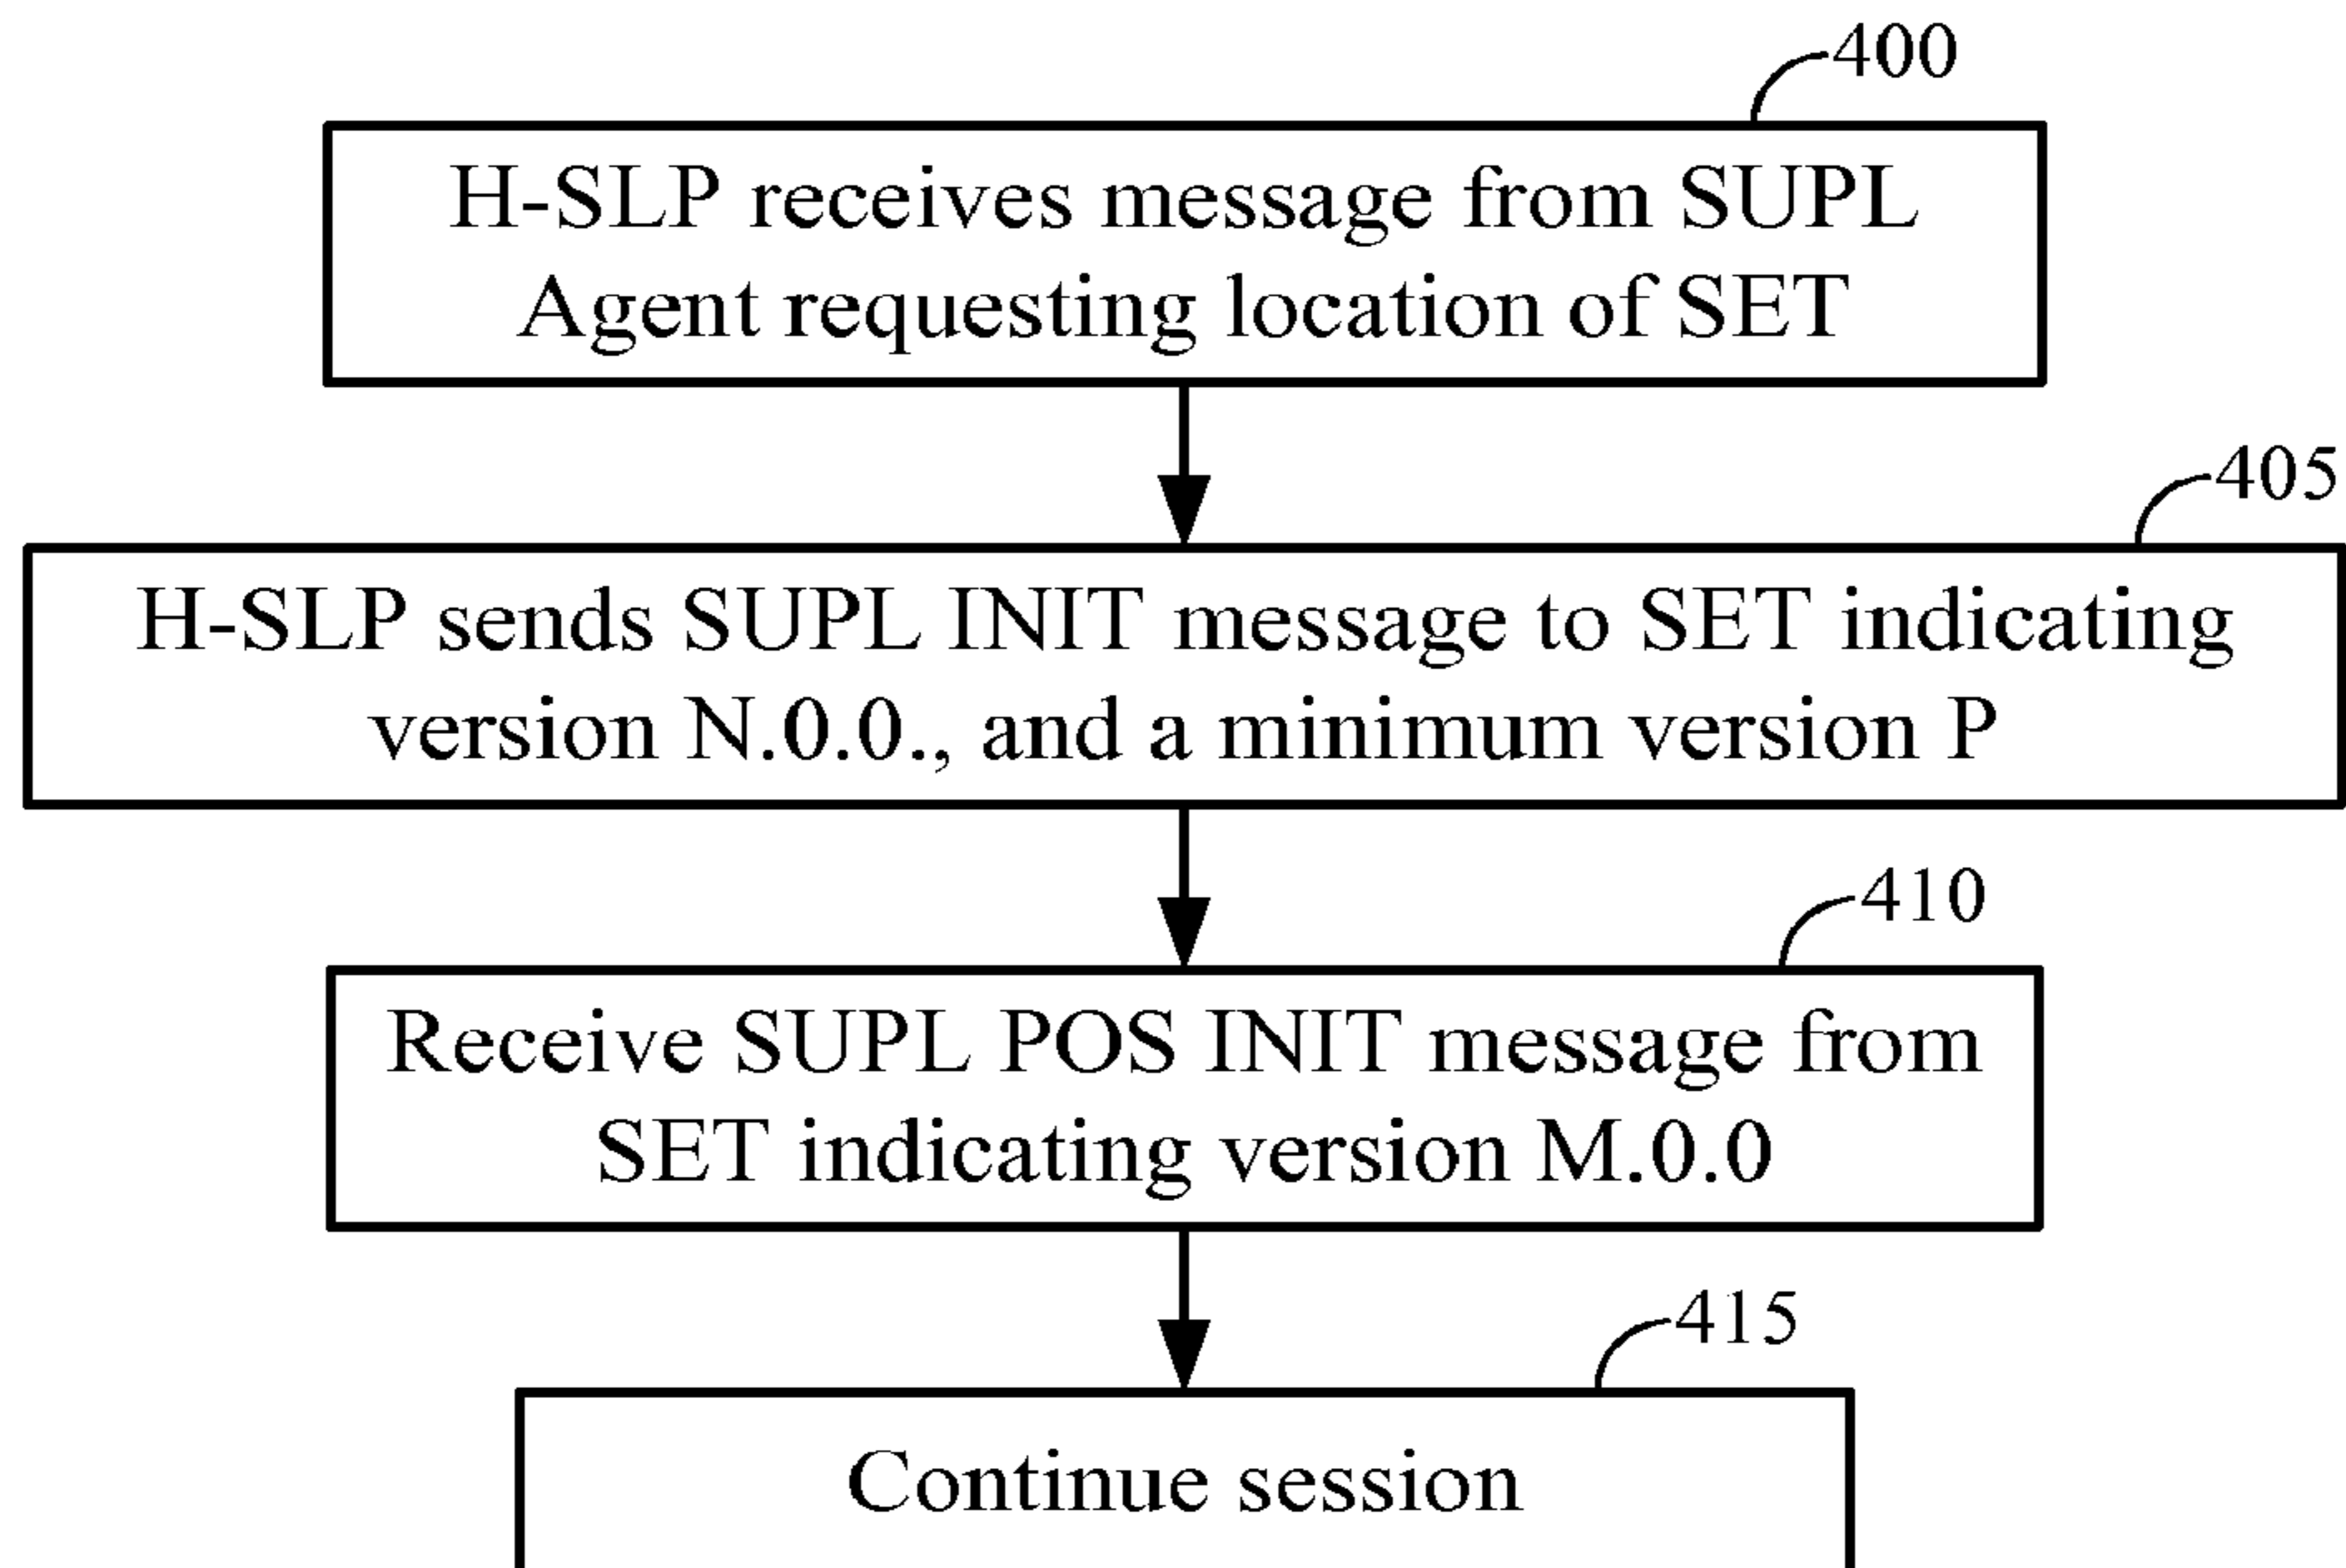 400
H-SLP receives message from SUPL
Agent requesting location of SET
405
H-SLP sends SUPL INIT message to SET indicating
version N.0.0., and a minimum version P
410
Receive SUPL POS INIT message from
SET indicating version M.0.0
415
Continue session